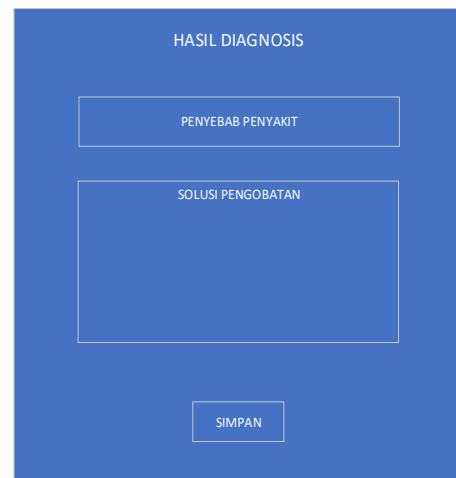 HASIL DIAGNOSIS
PENYEBAB PENYAKIT
SOLUSI PENGOBATAN
SIMPAN